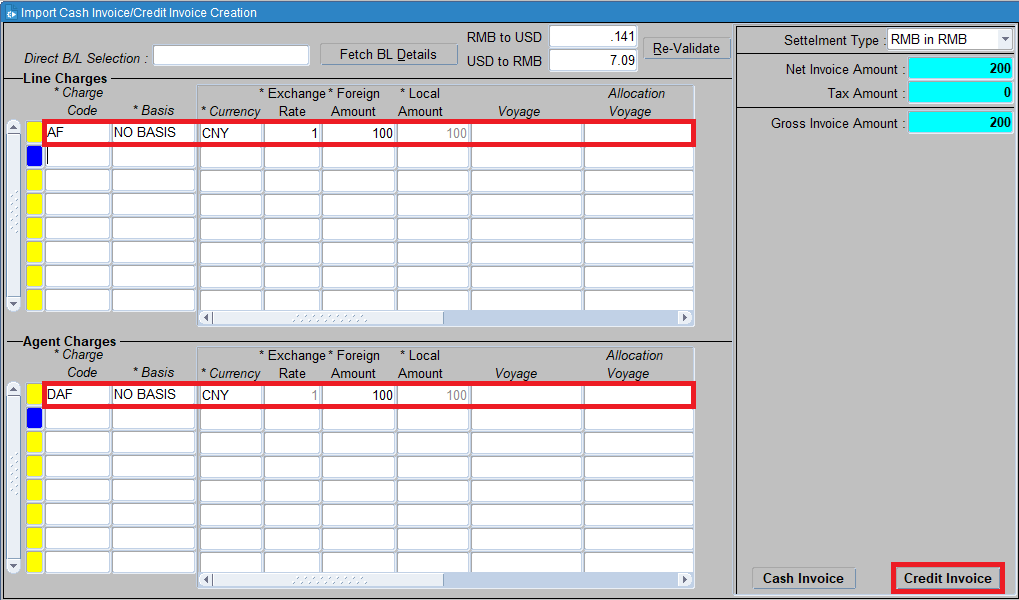 Import Cash Invoice/Credit Invoice Creation
Direct B/L Selection :
Fetch BL Details
RMB to USD .141
USD to RMB 7.09
Re-Validate
Settelment Type : RMB in RMB
Net Invoice Amount : 200
Tax Amount : 0
Gross Invoice Amount : 200
Line Charges
* Charge * Exchange * Foreign * Local Allocation
Code * Basis * Currency Rate Amount Amount Voyage Voyage
AF NO BASIS CNY 1 100 100
Agent Charges
* Charge * Exchange * Foreign * Local Allocation
Code * Basis * Currency Rate Amount Amount Voyage Voyage
DAF NO BASIS CNY 1 100 100
Cash Invoice Credit Invoice